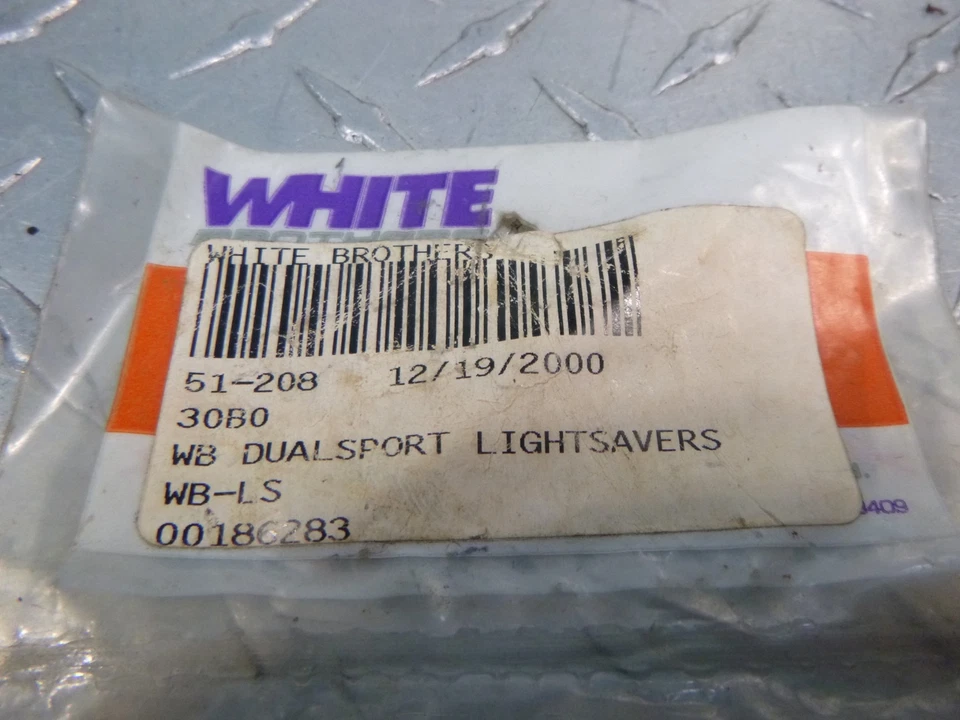 WHITE
WHITE BROTHERS
51-208 12/19/2000
30B0
WB DUALSPORT LIGHTSAVERS
WB-LS
00186283